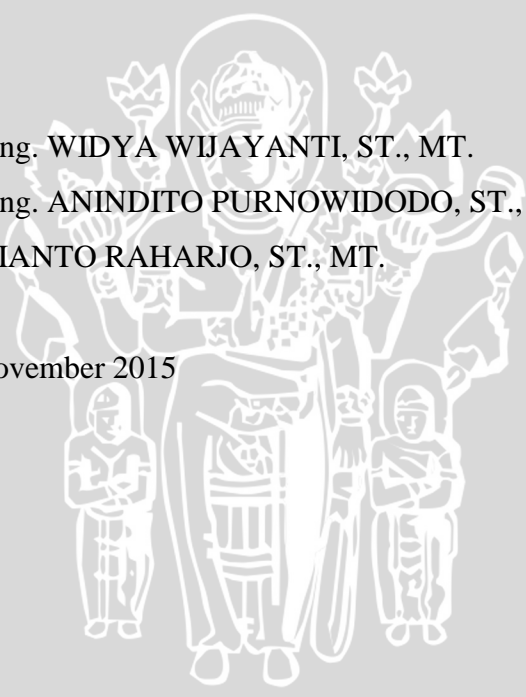 ng. WIDYA WIJAYANTI, ST., MT.
ng. ANINDITO PURNOWIDODO, ST.,
IANTO RAHARJO, ST., MT.
ovember 2015